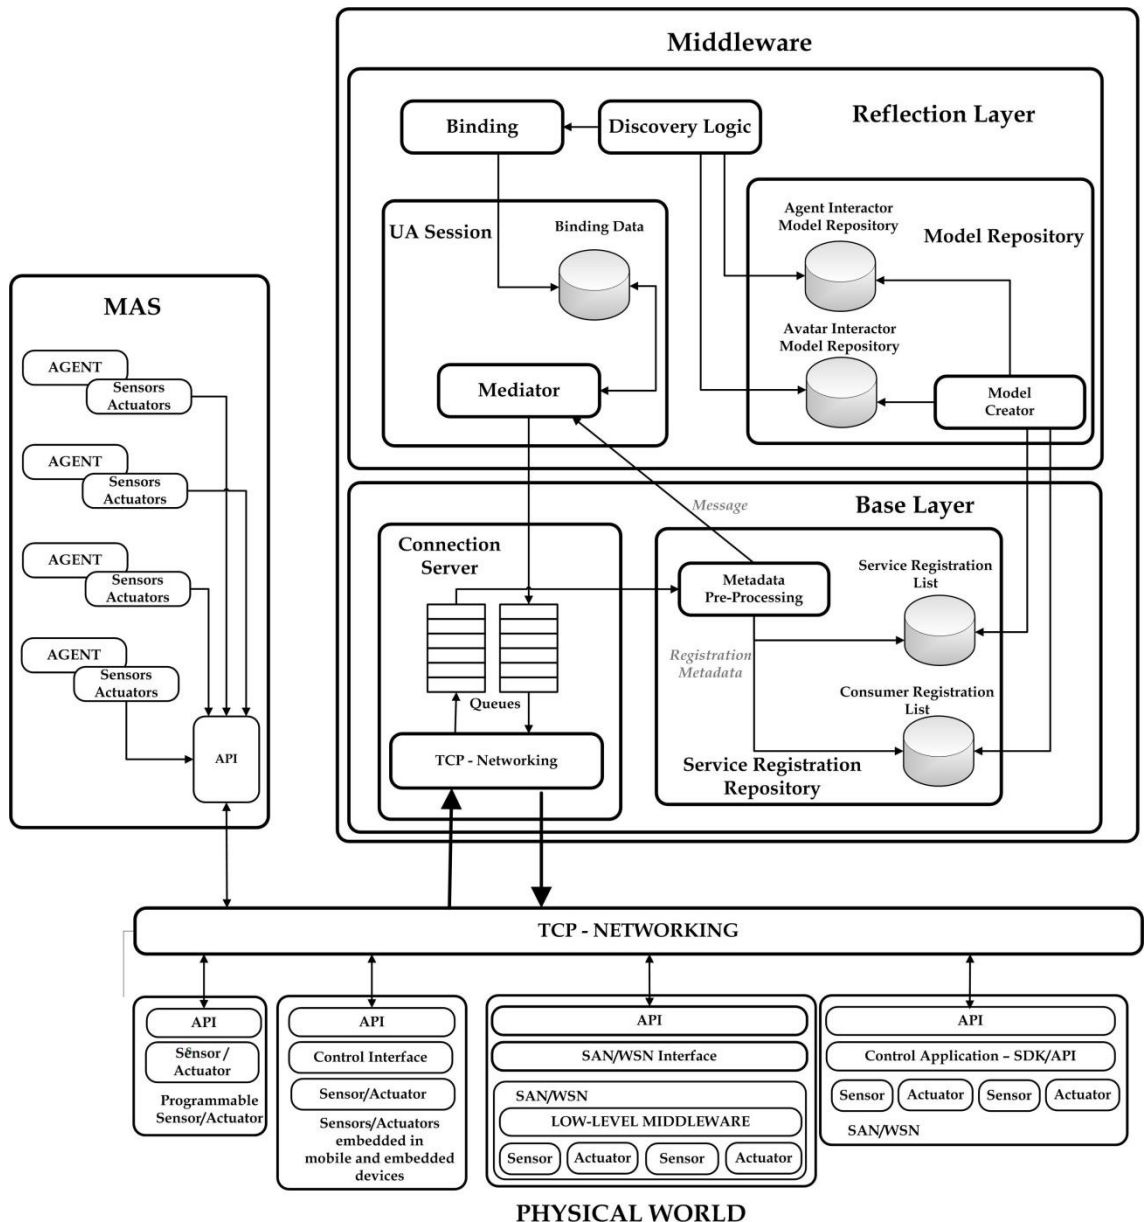 Middleware
Reflection Layer
Binding
Discovery Logic
UA Session
Binding Data
Agent Interactor
Model Repository
Model Repository
Avatar Interactor
Model Repository
Mediator
Model
Creator
MAS
AGENT
Sensors
Actuators
AGENT
Sensors
Actuators
AGENT
Sensors
Actuators
AGENT
Sensors
Actuators
API
Base Layer
Message
Connection
Server
Metadata
Pre-Processing
Service Registration
List
Registration
Metadata
Queues
Consumer Registration
List
TCP - Networking
Service Registration
Repository
TCP - NETWORKING
API
Sensor /
Actuator
Programmable
Sensor/Actuator
API
Control Interface
Sensor/Actuator
Sensors/Actuators
embedded in
mobile and embedded
devices
API
SAN/WSN Interface
SAN/WSN
LOW-LEVEL MIDDLEWARE
Sensor
Actuator
Sensor
Actuator
API
Control Application – SDK/API
Sensor
Actuator
Sensor
Actuator
SAN/WSN
PHYSICAL WORLD